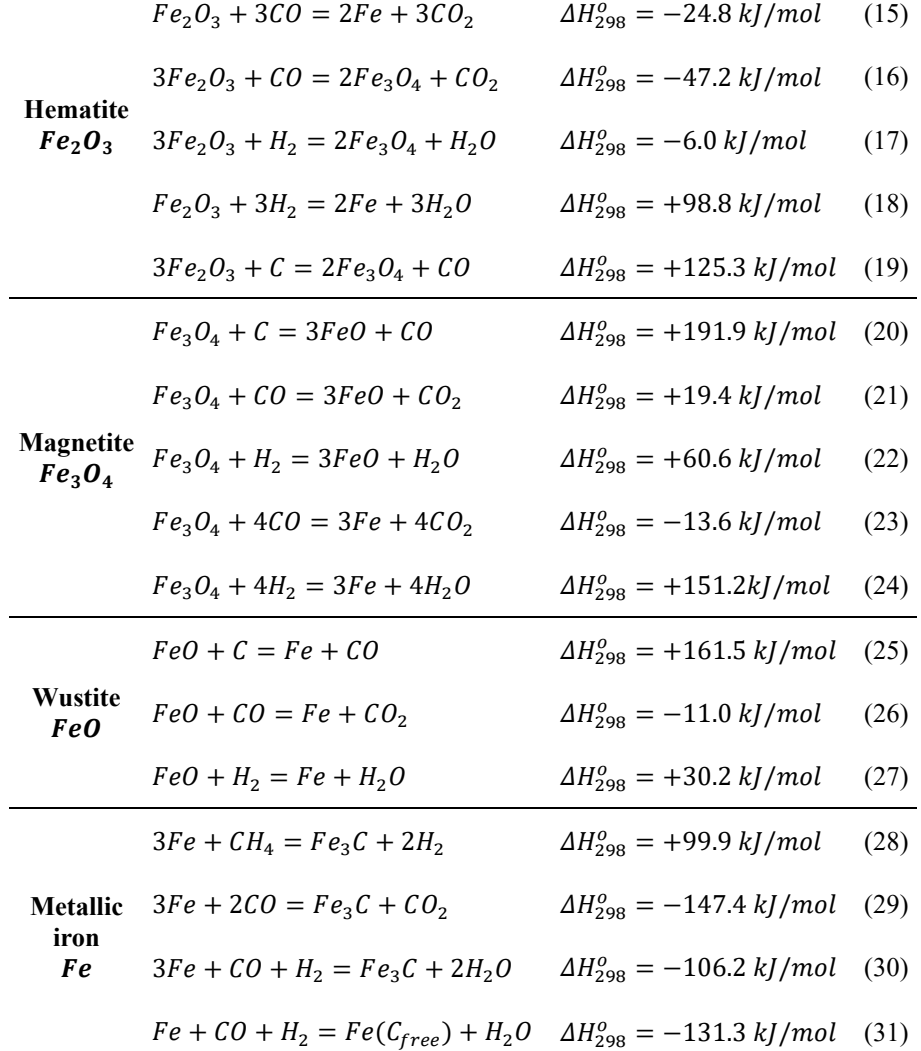 Fe₂O₃ + 3CO = 2Fe + 3CO₂ ΔH°₂₉₈ = −24.8 kJ/mol (15)
3Fe₂O₃ + CO = 2Fe₃O₄ + CO₂ ΔH°₂₉₈ = −47.2 kJ/mol (16)
Hematite
Fe₂O₃
3Fe₂O₃ + H₂ = 2Fe₃O₄ + H₂O ΔH°₂₉₈ = −6.0 kJ/mol (17)
Fe₂O₃ + 3H₂ = 2Fe + 3H₂O ΔH°₂₉₈ = +98.8 kJ/mol (18)
3Fe₂O₃ + C = 2Fe₃O₄ + CO ΔH°₂₉₈ = +125.3 kJ/mol (19)
Fe₃O₄ + C = 3FeO + CO ΔH°₂₉₈ = +191.9 kJ/mol (20)
Fe₃O₄ + CO = 3FeO + CO₂ ΔH°₂₉₈ = +19.4 kJ/mol (21)
Magnetite
Fe₃O₄
Fe₃O₄ + H₂ = 3FeO + H₂O ΔH°₂₉₈ = +60.6 kJ/mol (22)
Fe₃O₄ + 4CO = 3Fe + 4CO₂ ΔH°₂₉₈ = −13.6 kJ/mol (23)
Fe₃O₄ + 4H₂ = 3Fe + 4H₂O ΔH°₂₉₈ = +151.2kJ/mol (24)
FeO + C = Fe + CO ΔH°₂₉₈ = +161.5 kJ/mol (25)
Wustite
FeO
FeO + CO = Fe + CO₂ ΔH°₂₉₈ = −11.0 kJ/mol (26)
FeO + H₂ = Fe + H₂O ΔH°₂₉₈ = +30.2 kJ/mol (27)
3Fe + CH₄ = Fe₃C + 2H₂ ΔH°₂₉₈ = +99.9 kJ/mol (28)
Metallic
iron
Fe
3Fe + 2CO = Fe₃C + CO₂ ΔH°₂₉₈ = −147.4 kJ/mol (29)
3Fe + CO + H₂ = Fe₃C + 2H₂O ΔH°₂₉₈ = −106.2 kJ/mol (30)
Fe + CO + H₂ = Fe(C_free) + H₂O ΔH°₂₉₈ = −131.3 kJ/mol (31)